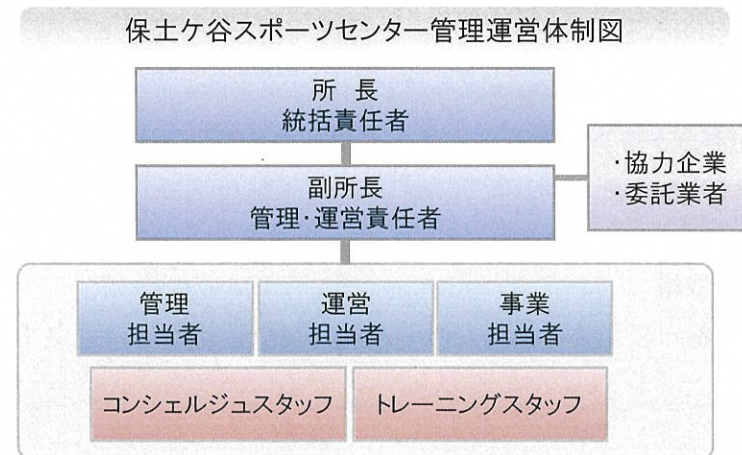 保土ケ谷スポーツセンター管理運営体制図
所 長
統括責任者
・協力企業
・委託業者
副所長
管理・運営責任者
管理
担当者
運営
担当者
事業
担当者
コンシェルジュスタッフ
トレーニングスタッフ